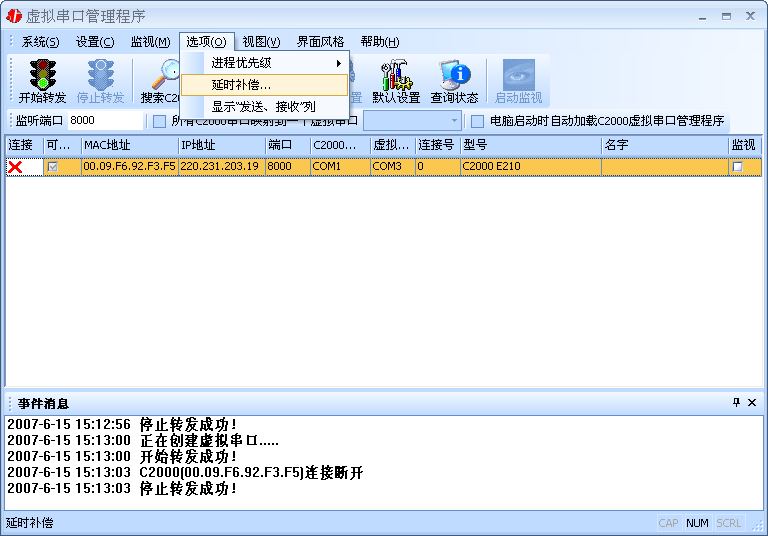 虚拟串口管理程序
系统(S) 设置(C) 监视(M) 选项(O) 视图(V) 界面风格 帮助(H)
进程优先级
延时补偿...
显示“发送、接收”列
开始转发 停止转发 搜索C20 置 默认设置 查询状态 启动监视
监听端口 8000 所有C2000串口映射到一个虚拟串口 电脑启动时自动加载C2000虚拟串口管理程序
连接 可... MAC地址 IP地址 端口 C2000... 虚拟... 连接号 型号 名字 监视
00.09.F6.92.F3.F5 220.231.203.19 8000 COM1 COM3 0 C2000 E210
事件消息
2007-6-15 15:12:56 停止转发成功!
2007-6-15 15:13:00 正在创建虚拟串口.....
2007-6-15 15:13:00 开始转发成功!
2007-6-15 15:13:03 C2000(00.09.F6.92.F3.F5)连接断开
2007-6-15 15:13:03 停止转发成功!
延时补偿 CAP NUM SCRL